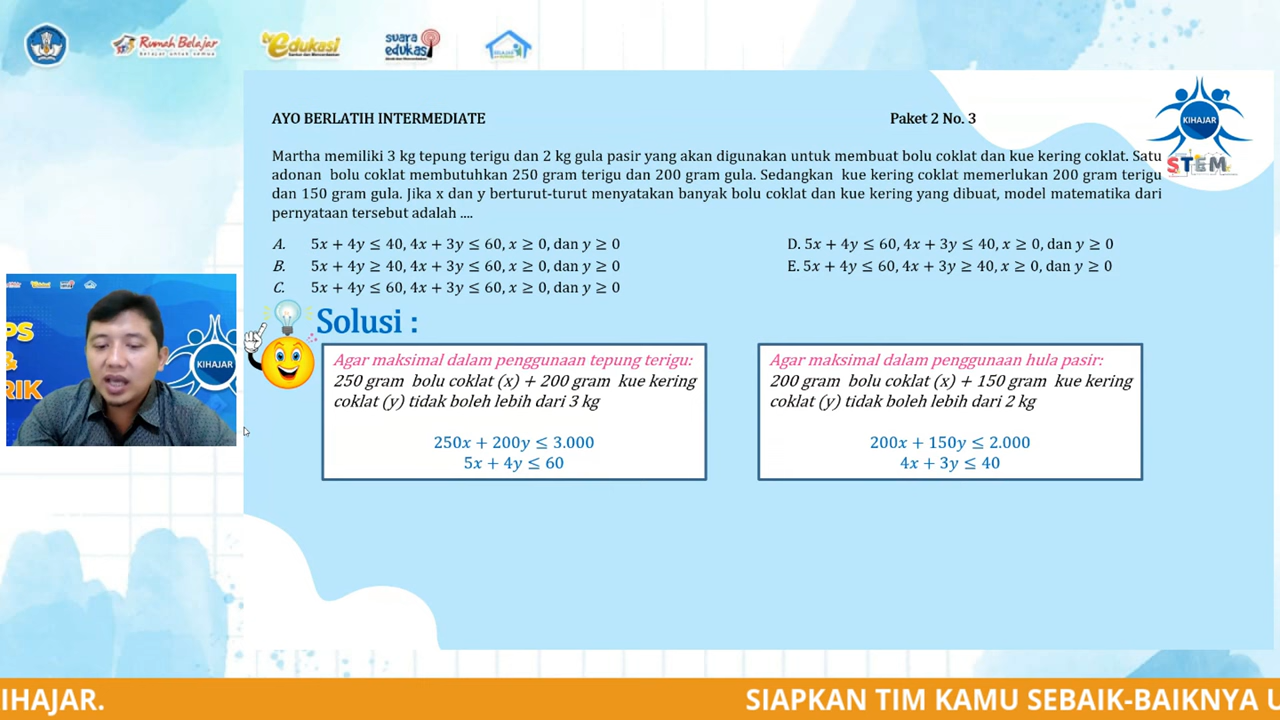 Rumah Belajar
Belajar untuk semua
tv edukasi
suara
edukasi
AYO BERLATIH INTERMEDIATE
Paket 2 No. 3
KIHAJAR
STEM
Martha memiliki 3 kg tepung terigu dan 2 kg gula pasir yang akan digunakan untuk membuat bolu coklat dan kue kering coklat. Satu
adonan bolu coklat membutuhkan 250 gram terigu dan 200 gram gula. Sedangkan kue kering coklat memerlukan 200 gram terigu
dan 150 gram gula. Jika x dan y berturut-turut menyatakan banyak bolu coklat dan kue kering yang dibuat, model matematika dari
pernyataan tersebut adalah ....
A. 5x + 4y ≤ 40, 4x + 3y ≤ 60, x ≥ 0, dan y ≥ 0
B. 5x + 4y ≥ 40, 4x + 3y ≤ 60, x ≥ 0, dan y ≥ 0
C. 5x + 4y ≤ 60, 4x + 3y ≤ 60, x ≥ 0, dan y ≥ 0
D. 5x + 4y ≤ 60, 4x + 3y ≤ 40, x ≥ 0, dan y ≥ 0
E. 5x + 4y ≤ 60, 4x + 3y ≥ 40, x ≥ 0, dan y ≥ 0
Solusi :
Agar maksimal dalam penggunaan tepung terigu:
250 gram bolu coklat (x) + 200 gram kue kering
coklat (y) tidak boleh lebih dari 3 kg
250x + 200y ≤ 3.000
5x + 4y ≤ 60
Agar maksimal dalam penggunaan hula pasir:
200 gram bolu coklat (x) + 150 gram kue kering
coklat (y) tidak boleh lebih dari 2 kg
200x + 150y ≤ 2.000
4x + 3y ≤ 40
PS
&
RIK
KIHAJAR
IHAJAR.
SIAPKAN TIM KAMU SEBAIK-BAIKNYA U